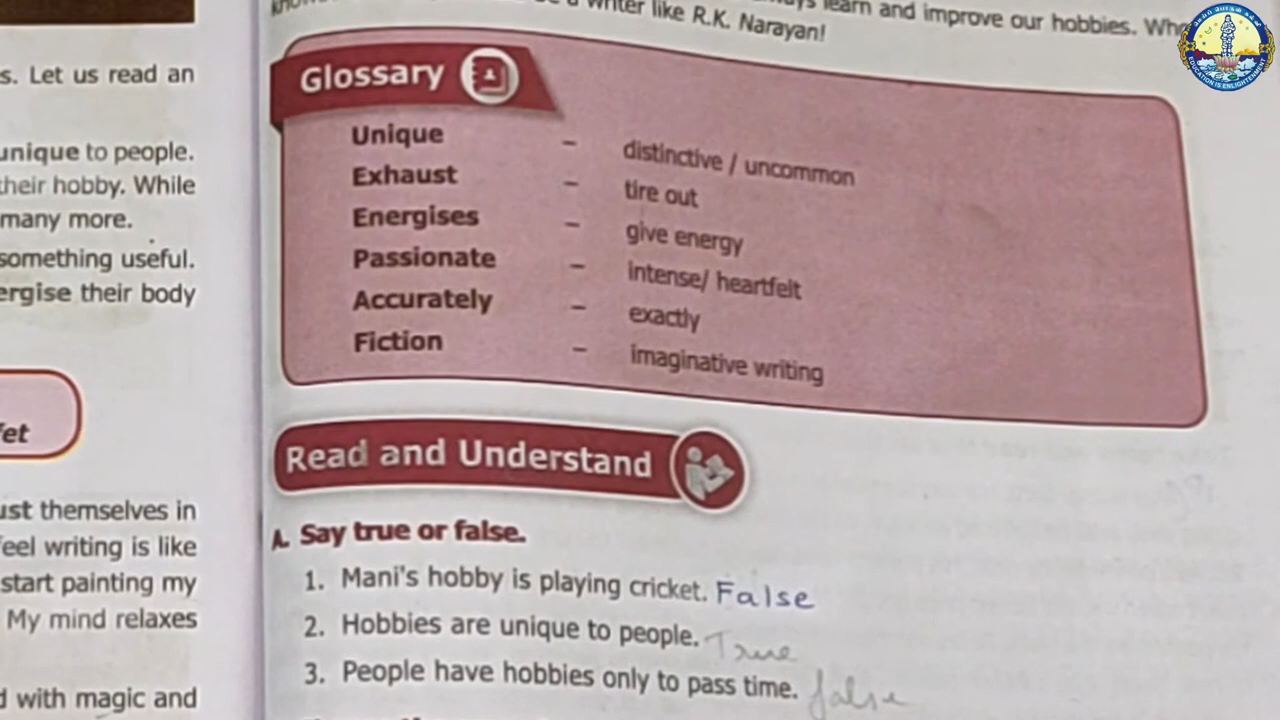 s. Let us read an
unique to people.
their hobby. While
many more.
something useful.
ergise their body
et
ust themselves in
feel writing is like
start painting my
My mind relaxes
d with magic and
learn and improve our hobbies.
writer like R.K. Narayan!
Glossary
Unique – distinctive / uncommon
Exhaust – tire out
Energises – give energy
Passionate – intense/ heartfelt
Accurately – exactly
Fiction – imaginative writing
Read and Understand
A. Say true or false.
1. Mani's hobby is playing cricket. False
2. Hobbies are unique to people. True
3. People have hobbies only to pass time. false
EDUCATION IS ENLIGHTENMENT